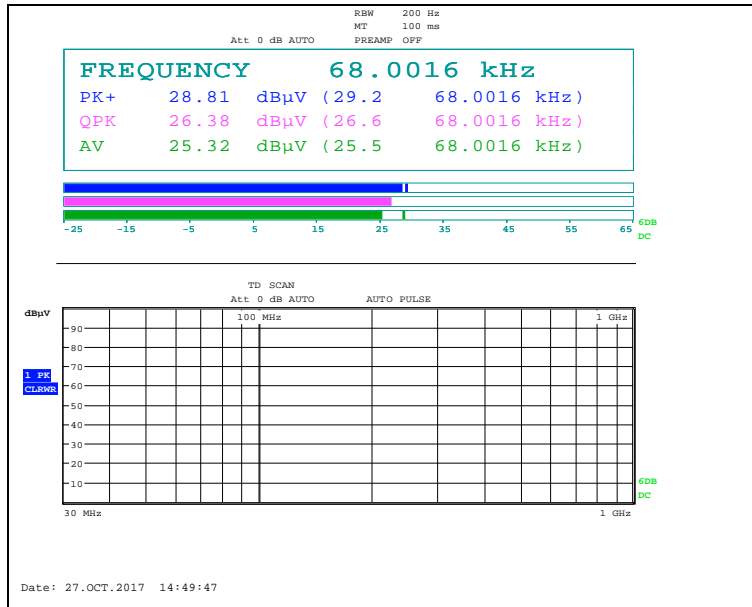 RBW 200 Hz
MT 100 ms
Att 0 dB AUTO PREAMP OFF
FREQUENCY 68.0016 kHz
PK+ 28.81 dBµV (29.2 68.0016 kHz)
QPK 26.38 dBµV (26.6 68.0016 kHz)
AV 25.32 dBµV (25.5 68.0016 kHz)
-25 -15 -5 5 15 25 35 45 55 65
6DB
DC
TD SCAN
Att 0 dB AUTO AUTO PULSE
dBµV
100 MHz 1 GHz
90
80
70
1 PK
60
CLRWR
50
40
30
20
10
6DB
DC
30 MHz 1 GHz
Date: 27.OCT.2017 14:49:47